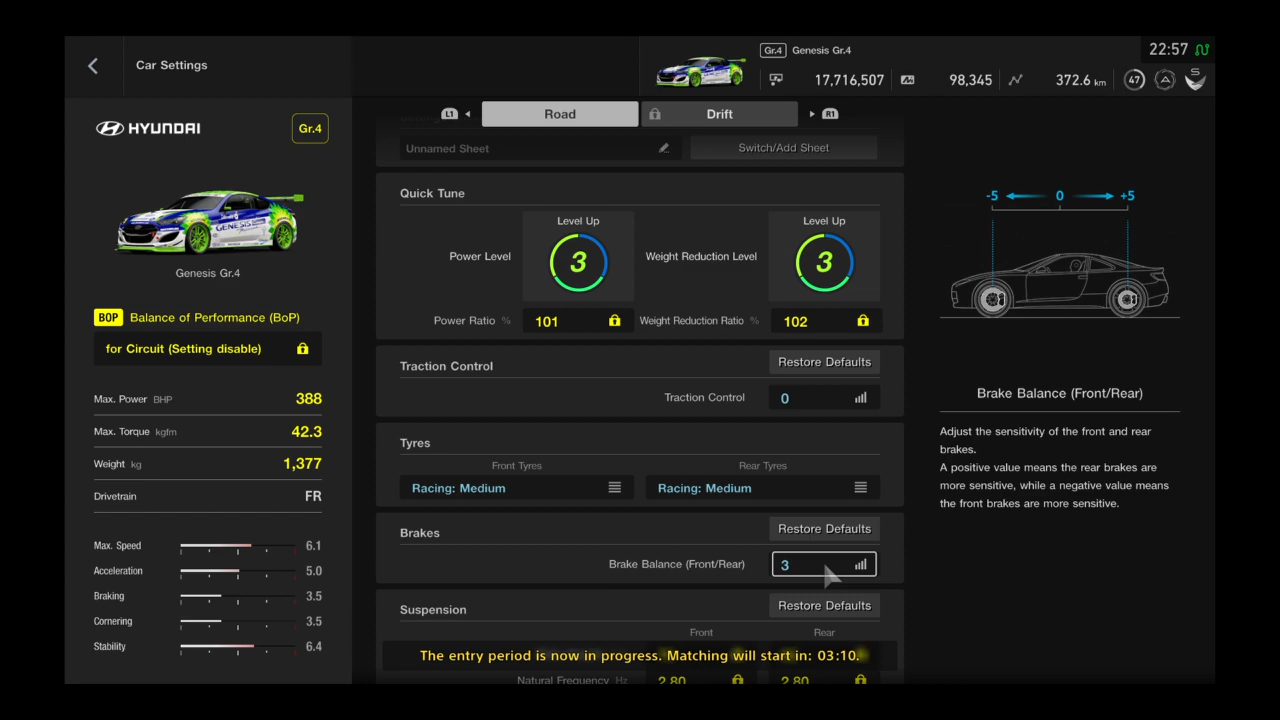 Car Settings
Gr.4 Genesis Gr.4
22:57
17,716,507 98,345 372.6 km 47 A S
HYUNDAI Gr.4
GENESIS
Genesis Gr.4
BOP Balance of Performance (BoP)
for Circuit (Setting disable)
Max. Power BHP 388
Max. Torque kgfm 42.3
Weight kg 1,377
Drivetrain FR
Max. Speed 6.1
Acceleration 5.0
Braking 3.5
Cornering 3.5
Stability 6.4
L1 Road Drift R1
Unnamed Sheet Switch/Add Sheet
Quick Tune
Level Up Level Up
Power Level 3 Weight Reduction Level 3
Power Ratio % 101 Weight Reduction Ratio % 102
Traction Control Restore Defaults
Traction Control 0
Tyres
Front Tyres Rear Tyres
Racing: Medium Racing: Medium
Brakes Restore Defaults
Brake Balance (Front/Rear) 3
Suspension Restore Defaults
Front Rear
The entry period is now in progress. Matching will start in: 03:10.
Natural Frequency Hz 2.80 2.80
-5 0 +5
Brake Balance (Front/Rear)
Adjust the sensitivity of the front and rear
brakes.
A positive value means the rear brakes are
more sensitive, while a negative value means
the front brakes are more sensitive.